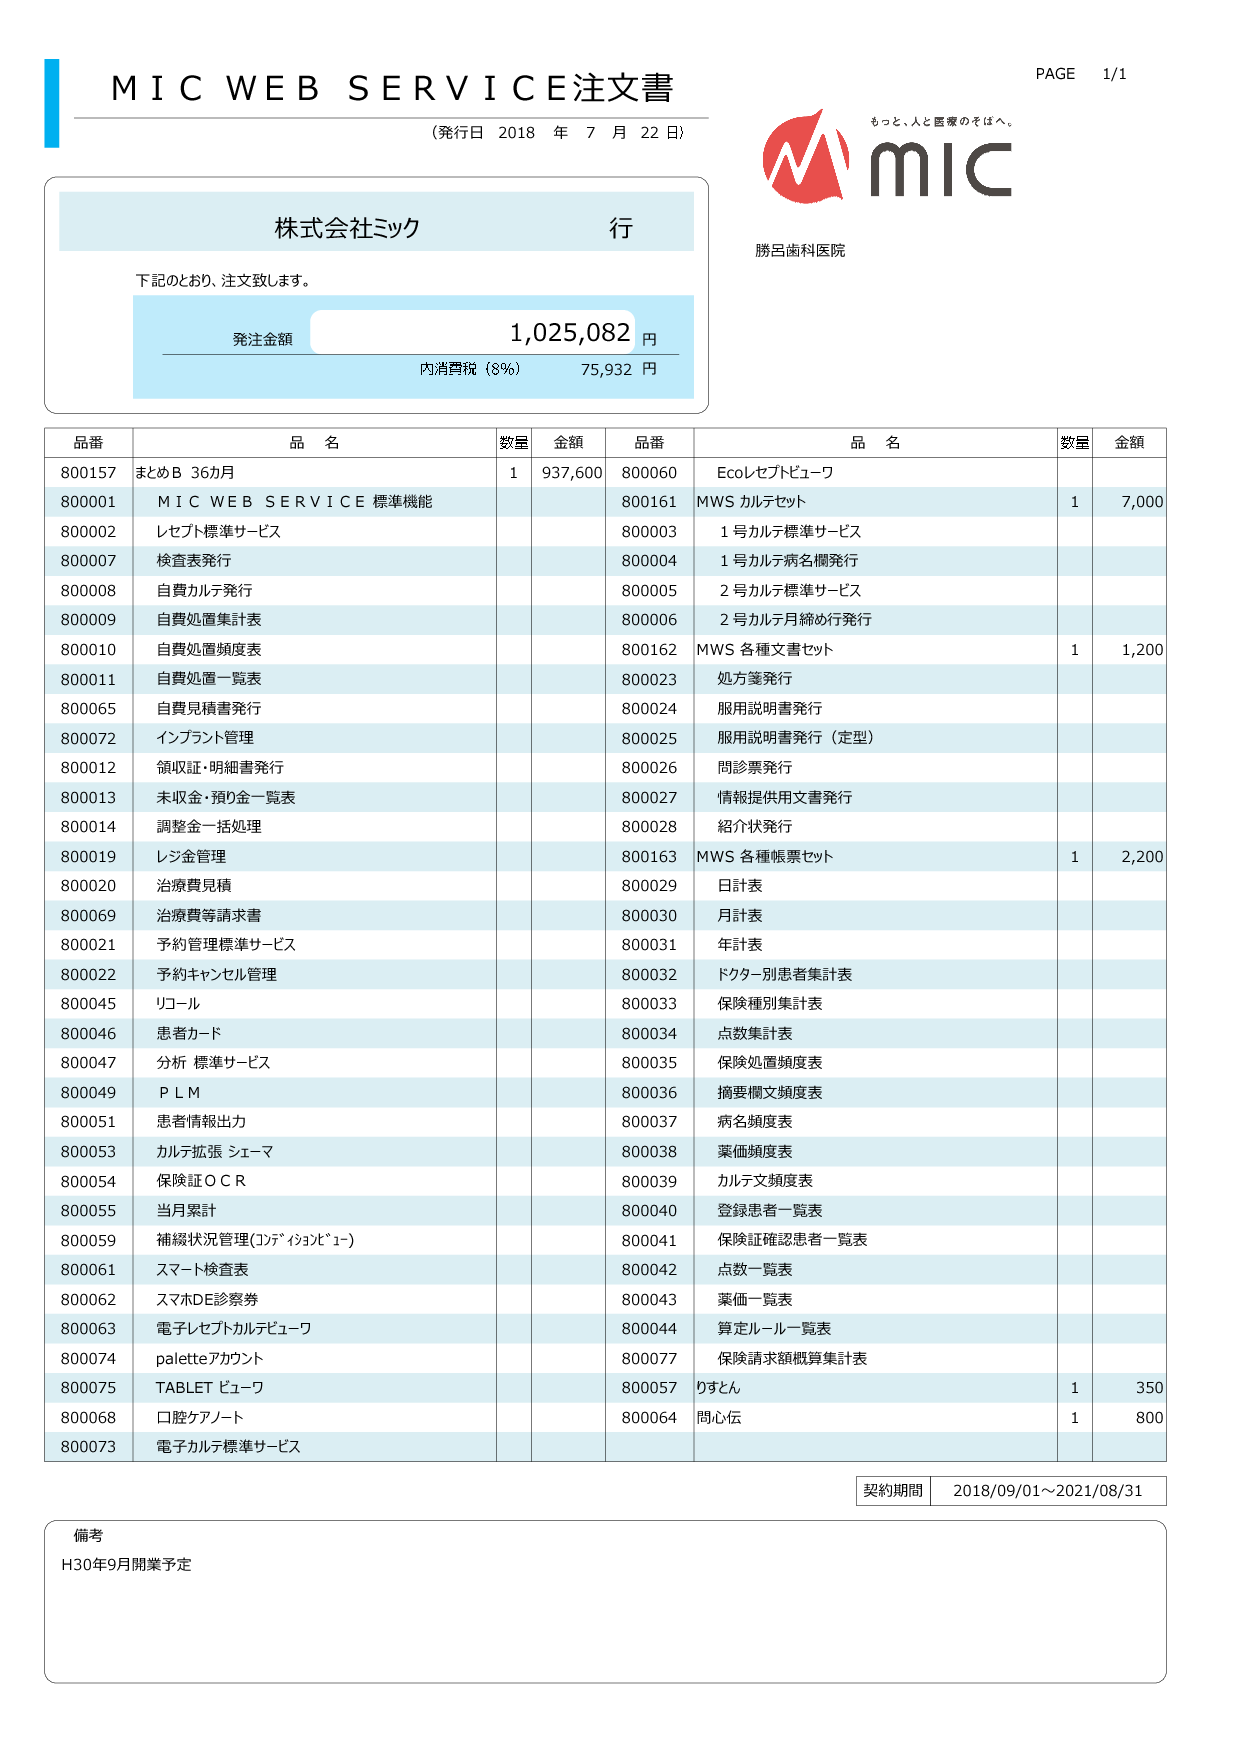 ＭＩＣ ＷＥＢ ＳＥＲＶＩＣＥ注文書
PAGE 1/1
（発行日 2018 年 7 月 22 日）
もっと、人と医療のそばへ。
mic
株式会社ミック 行
勝呂歯科医院
下記のとおり、注文致します。
発注金額 1,025,082 円
内消費税（8%） 75,932 円
品番 品 名 数量 金額 品番 品 名 数量 金額
800157 まとめＢ 36カ月 1 937,600 800060 Ecoレセプトビューワ
800001 ＭＩＣ ＷＥＢ ＳＥＲＶＩＣＥ 標準機能 800161 MWS カルテセット 1 7,000
800002 レセプト標準サービス 800003 １号カルテ標準サービス
800007 検査表発行 800004 １号カルテ病名欄発行
800008 自費カルテ発行 800005 ２号カルテ標準サービス
800009 自費処置集計表 800006 ２号カルテ月締め行発行
800010 自費処置頻度表 800162 MWS 各種文書セット 1 1,200
800011 自費処置一覧表 800023 処方箋発行
800065 自費見積書発行 800024 服用説明書発行
800072 インプラント管理 800025 服用説明書発行（定型）
800012 領収証・明細書発行 800026 問診票発行
800013 未収金・預り金一覧表 800027 情報提供用文書発行
800014 調整金一括処理 800028 紹介状発行
800019 レジ金管理 800163 MWS 各種帳票セット 1 2,200
800020 治療費見積 800029 日計表
800069 治療費等請求書 800030 月計表
800021 予約管理標準サービス 800031 年計表
800022 予約キャンセル管理 800032 ドクター別患者集計表
800045 リコール 800033 保険種別集計表
800046 患者カード 800034 点数集計表
800047 分析 標準サービス 800035 保険処置頻度表
800049 ＰＬＭ 800036 摘要欄文頻度表
800051 患者情報出力 800037 病名頻度表
800053 カルテ拡張 シェーマ 800038 薬価頻度表
800054 保険証ＯＣＲ 800039 カルテ文頻度表
800055 当月累計 800040 登録患者一覧表
800059 補綴状況管理(ｺﾝﾃﾞｨｼｮﾝﾋﾞｭｰ) 800041 保険証確認患者一覧表
800061 スマート検査表 800042 点数一覧表
800062 スマホDE診察券 800043 薬価一覧表
800063 電子レセプトカルテビューワ 800044 算定ルール一覧表
800074 paletteアカウント 800077 保険請求額概算集計表
800075 TABLET ビューワ 800057 りすとん 1 350
800068 口腔ケアノート 800064 問心伝 1 800
800073 電子カルテ標準サービス
契約期間 2018/09/01～2021/08/31
備考
H30年9月開業予定